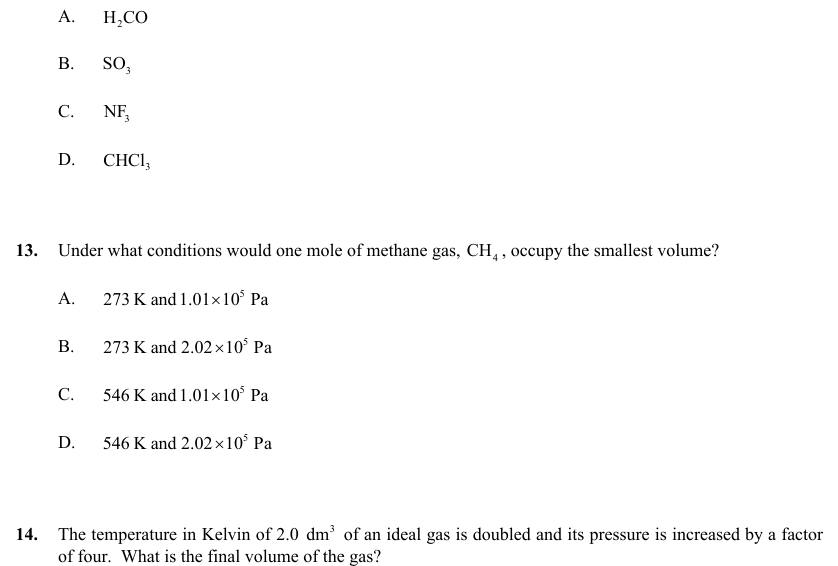 A. H₂CO
B. SO₃
C. NF₃
D. CHCl₃
13. Under what conditions would one mole of methane gas, CH₄, occupy the smallest volume?
A. 273 K and 1.01×10⁵ Pa
B. 273 K and 2.02×10⁵ Pa
C. 546 K and 1.01×10⁵ Pa
D. 546 K and 2.02×10⁵ Pa
14. The temperature in Kelvin of 2.0 dm³ of an ideal gas is doubled and its pressure is increased by a factor
of four. What is the final volume of the gas?